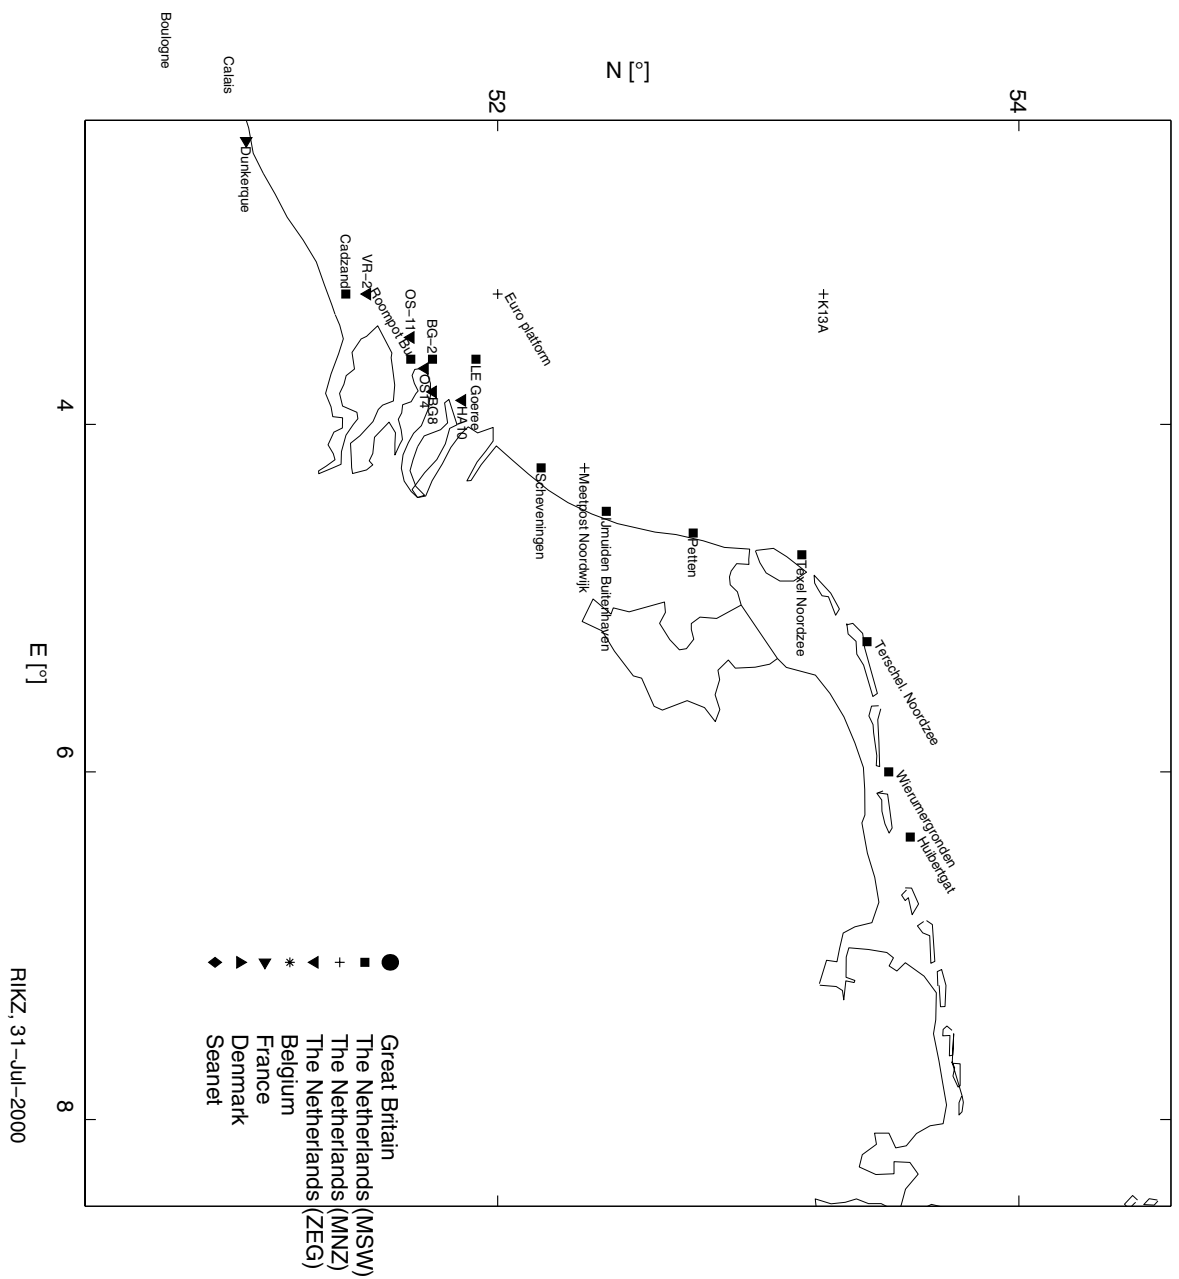 N [°]
54
52
4
6
8
E [°]
Boulogne
Calais
Dunkerque
Cadzand
VR−2
Roompot Bu
OS−11
BG−2
OS14
BG8
HA10
LE Goeree
Euro platform
K13A
Scheveningen
Meetpost Noordwijk
IJmuiden Buitenhaven
Petten
Texel Noordzee
Terschel. Noordzee
Wierumergronden
Huibertgat
Great Britain
The Netherlands (MSW)
The Netherlands (MNZ)
The Netherlands (ZEG)
Belgium
France
Denmark
Seanet
RIKZ, 31−Jul−2000